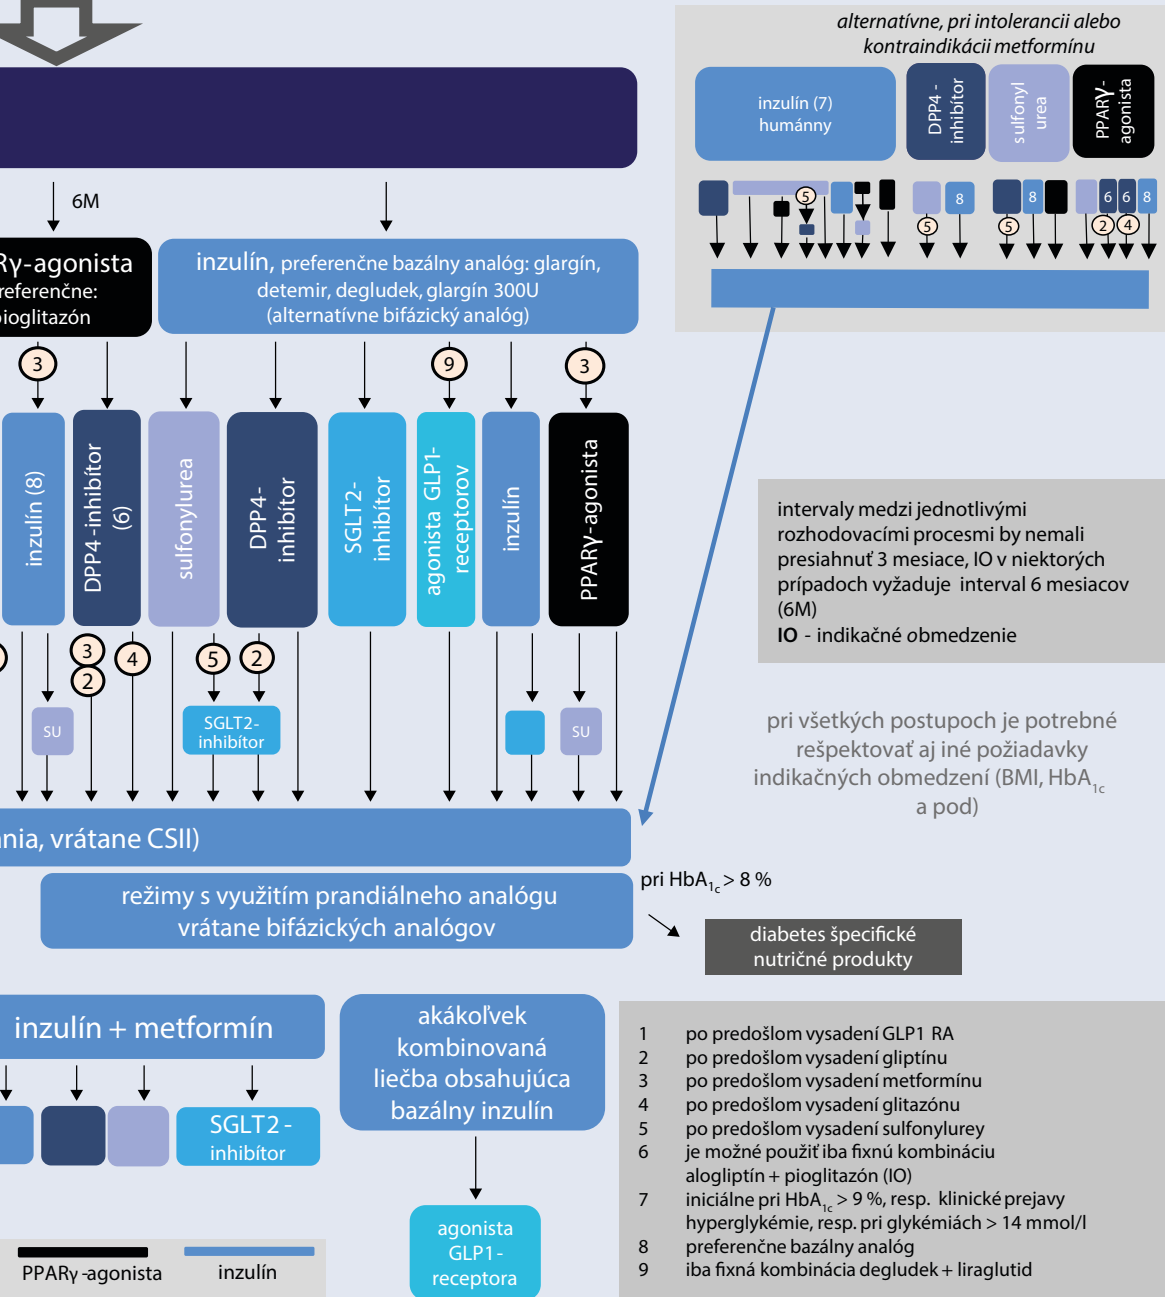 alternatívne, pri intolerancii alebo
kontraindikácii metformínu
inzulín (7)
humánny
DPP4 -
inhibítor
sulfonyl
urea
PPARγ-
agonista
5
8
8
6
6
8
5
5
2
4
6M
Rγ-agonista
referenčne:
pioglitazón
inzulín, preferenčne bazálny analóg: glargín,
detemir, degludek, glargín 300U
(alternatívne bifázický analóg)
3
9
3
inzulín (8)
DPP4 -inhibítor
(6)
sulfonylurea
DPP4-
inhibítor
SGLT2-
inhibítor
agonista GLP1-
receptorov
inzulín
PPARγ-agonista
intervaly medzi jednotlivými
rozhodovacími procesmi by nemali
presiahnuť 3 mesiace, IO v niektorých
prípadoch vyžaduje interval 6 mesiacov
(6M)
IO - indikačné obmedzenie
3
2
4
5
2
SU
SGLT2-
inhibítor
SU
pri všetkých postupoch je potrebné
rešpektovať aj iné požiadavky
indikačných obmedzení (BMI, HbA1c
a pod)
nia, vrátane CSII)
režimy s využitím prandiálneho analógu
vrátane bifázických analógov
pri HbA1c > 8 %
diabetes špecifické
nutričné produkty
inzulín + metformín
SGLT2 -
inhibítor
akákoľvek
kombinovaná
liečba obsahujúca
bazálny inzulín
agonista
GLP1-
receptora
1 po predošlom vysadení GLP1 RA
2 po predošlom vysadení gliptínu
3 po predošlom vysadení metformínu
4 po predošlom vysadení glitazónu
5 po predošlom vysadení sulfonylurey
6 je možné použiť iba fixnú kombináciu
alogliptín + pioglitazón (IO)
7 iniciálne pri HbA1c > 9 %, resp. klinické prejavy
hyperglykémie, resp. pri glykémiách > 14 mmol/l
8 preferenčne bazálny analóg
9 iba fixná kombinácia degludek + liraglutid
PPARγ -agonista
inzulín